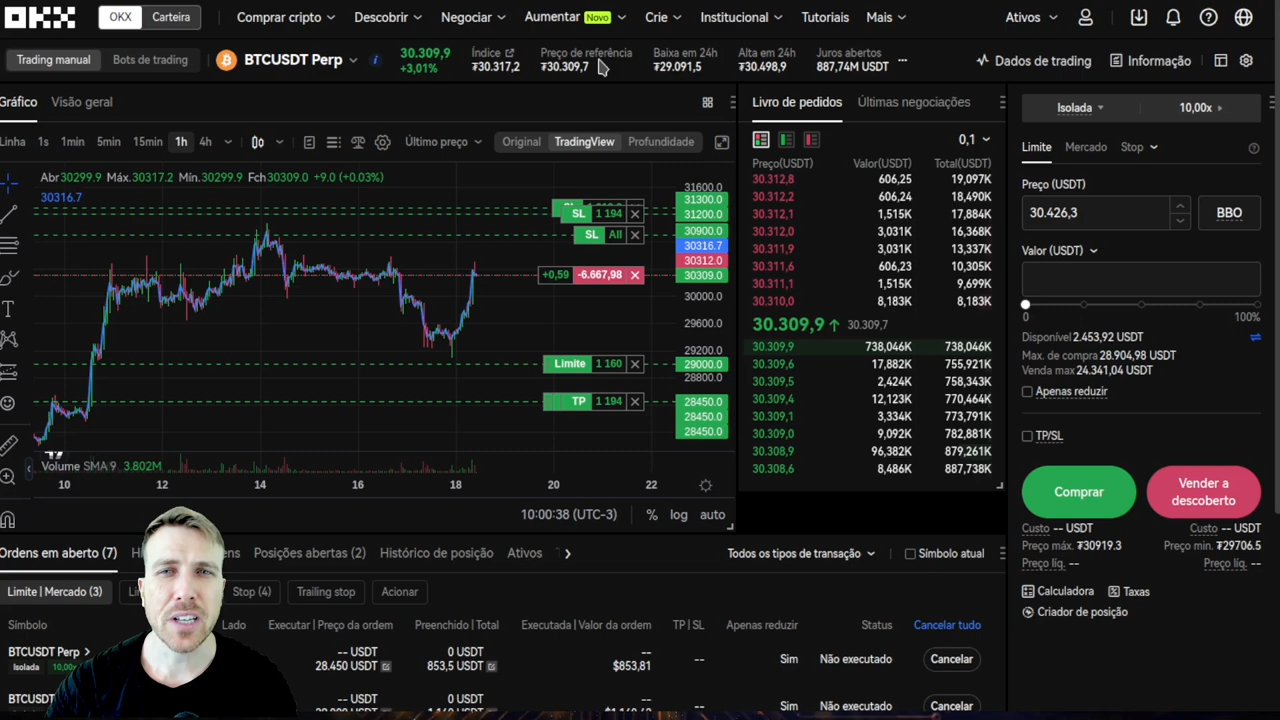 OKX
OKX Carteira
Comprar cripto Descobrir Negociar Aumentar Novo Crie Institucional Tutoriais Mais Ativos
Trading manual Bots de trading BTCUSDT Perp
30.309,9
+3,01%
Índice
₮30.317,2
Preço de referência
₮30.309,7
Baixa em 24h
₮29.091,5
Alta em 24h
₮30.498,9
Juros abertos
887,74M USDT
Dados de trading Informação
Gráfico Visão geral
Linha 1s 1min 5min 15min 1h 4h Último preço Original TradingView Profundidade
Abr30299.9 Máx.30317.2 Mín.30299.9 Fch30309.0 +9.0 (+0.03%)
30316.7
SL 1 194
SL All
+0,59 -6.667,98
Limite 1 160
TP 1 194
31600.0
31300.0
31200.0
30900.0
30316.7
30312.0
30309.0
30000.0
29600.0
29200.0
29000.0
28800.0
28450.0
28450.0
28450.0
Volume SMA 9 3.802M
10 12 14 16 18 20 22
10:00:38 (UTC-3) % log auto
Livro de pedidos Últimas negociações
0,1
Preço(USDT) Valor(USDT) Total(USDT)
30.312,8 606,25 19,097K
30.312,2 606,24 18,490K
30.312,1 1,515K 17,884K
30.312,0 3,031K 16,368K
30.311,9 3,031K 13,337K
30.311,6 606,23 10,305K
30.311,1 1,515K 9,699K
30.310,0 8,183K 8,183K
30.309,9 30.309,7
30.309,9 738,046K 738,046K
30.309,6 17,882K 755,921K
30.309,5 2,424K 758,343K
30.309,4 12,123K 770,464K
30.309,1 3,334K 773,791K
30.309,0 9,092K 782,881K
30.308,9 96,382K 879,261K
30.308,6 8,486K 887,738K
Isolada 10,00x
Limite Mercado Stop
Preço (USDT)
30.426,3 BBO
Valor (USDT)
0 100%
Disponível 2.453,92 USDT
Max. de compra 28.904,98 USDT
Venda max 24.341,04 USDT
Apenas reduzir
TP/SL
Comprar
Vender a
descoberto
Custo -- USDT Custo -- USDT
Preço máx. ₮30919.3 Preço min. ₮29706.5
Preço líq. -- Preço líq. --
Calculadora Taxas
Criador de posição
Ordens em aberto (7) Posições abertas (2) Histórico de posição Ativos
Todos os tipos de transação Símbolo atual
Limite | Mercado (3) Stop (4) Trailing stop Acionar
Símbolo Lado Executar | Preço da ordem Preenchido | Total Executada | Valor da ordem TP | SL Apenas reduzir Status Cancelar tudo
BTCUSDT Perp
Isolada 10,00x
-- USDT
28.450 USDT
0 USDT
853,5 USDT
-- USDT
$853,81
-- Sim Não executado Cancelar
BTCUSDT
-- USDT
0 USDT
-- USDT
-- Sim Não executado Cancelar